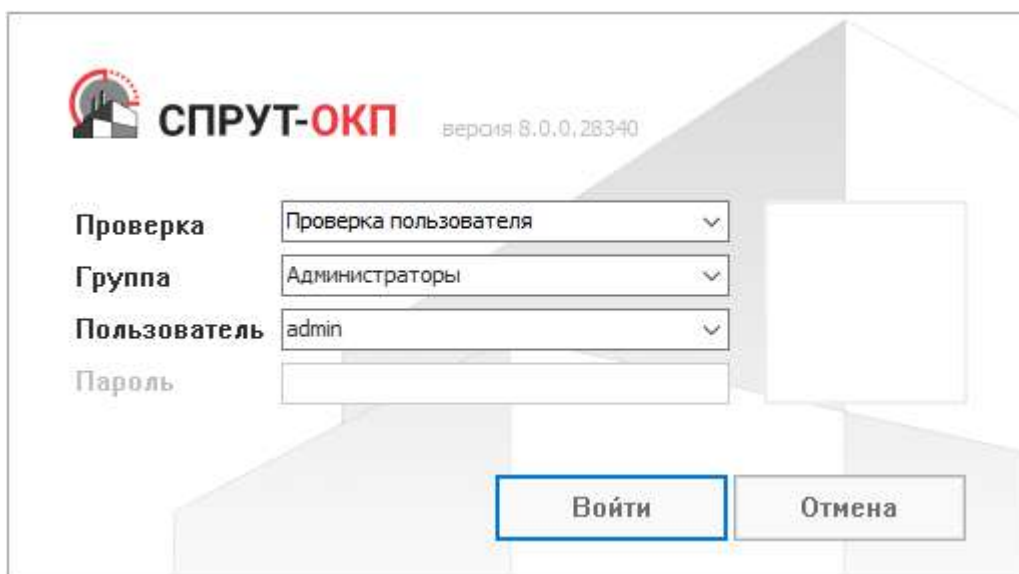 СПРУТ-ОКП версия 8.0.0.28340
Проверка Проверка пользователя
Группа Администраторы
Пользователь admin
Пароль
Войти Отмена